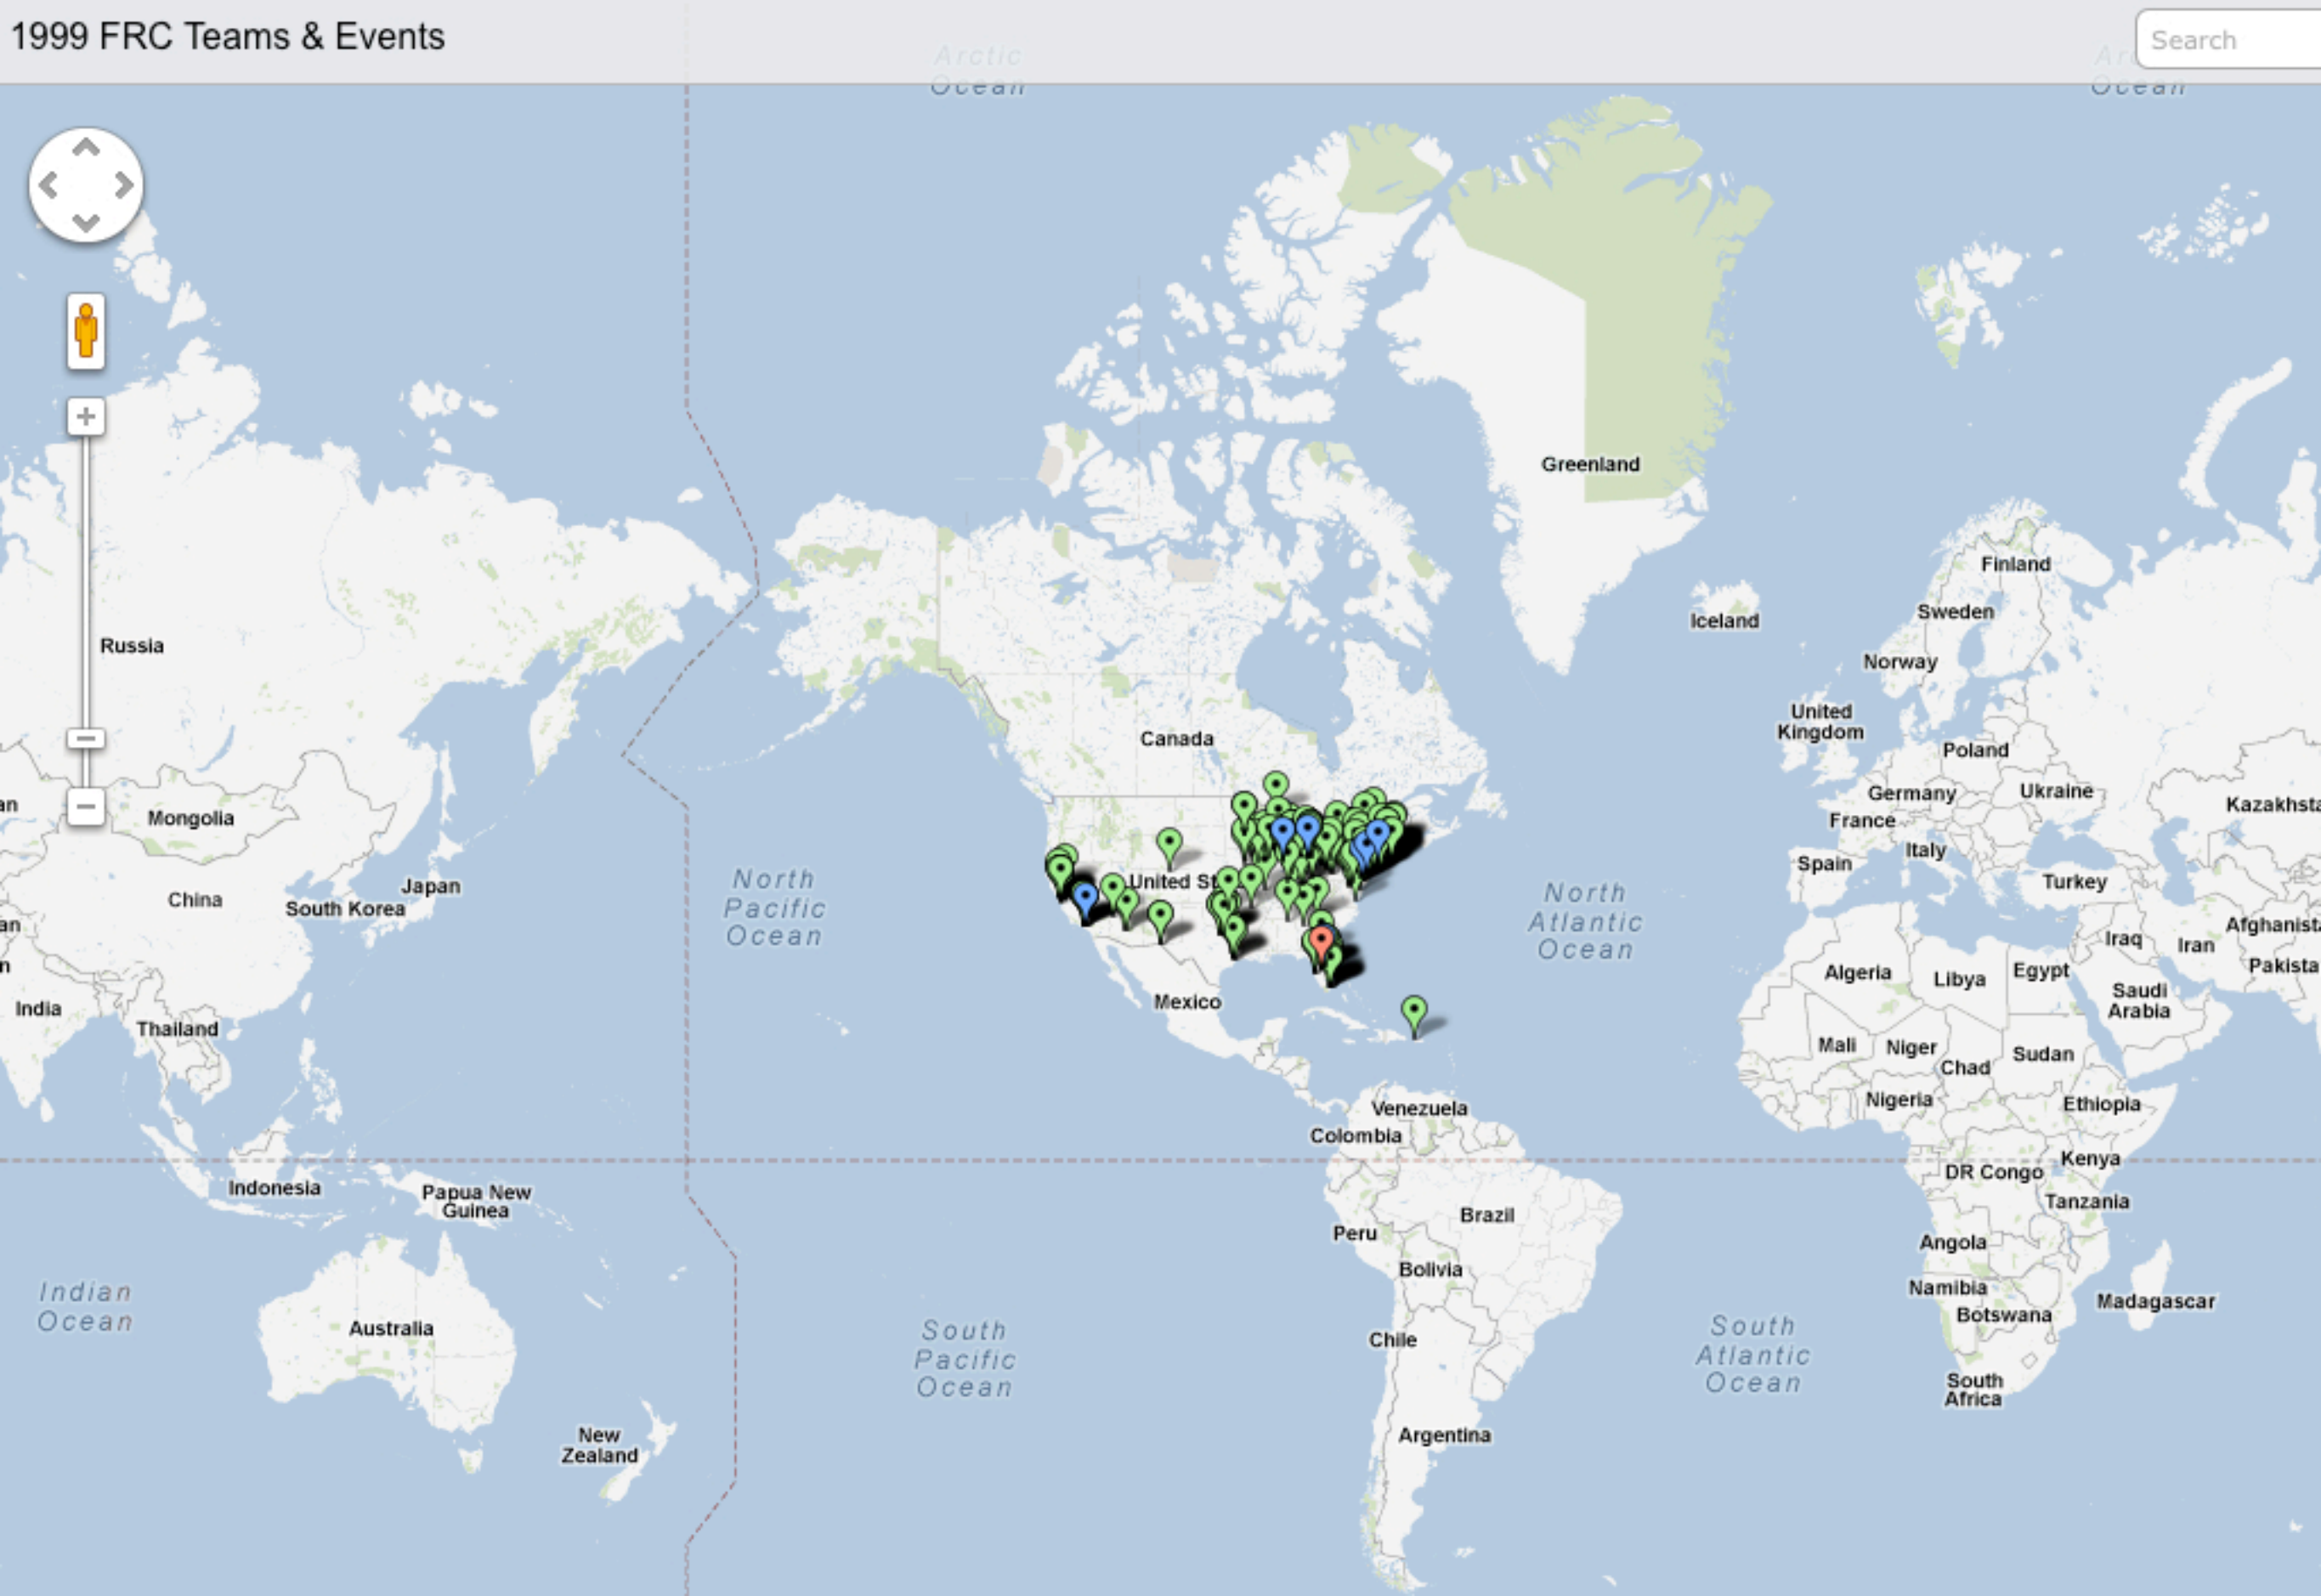 1999 FRC Teams & Events
Search
Arctic
Ocean
Ocean
Greenland
Finland
Iceland
Sweden
Russia
Norway
United
Kingdom
Canada
Poland
Germany
Ukraine
Mongolia
France
Italy
Spain
United St
Turkey
China
Japan
South Korea
North
Pacific
Ocean
North
Atlantic
Ocean
Iraq
Iran
Algeria
Libya
Egypt
Saudi
Arabia
India
Mexico
Thailand
Mali
Niger
Chad
Sudan
Nigeria
Ethiopia
Venezuela
Colombia
Kenya
DR Congo
Indonesia
Papua New
Guinea
Tanzania
Brazil
Peru
Angola
Bolivia
Namibia
Madagascar
Botswana
Indian
Ocean
Australia
South
Pacific
Ocean
Chile
South
Atlantic
Ocean
South
Africa
New
Zealand
Argentina